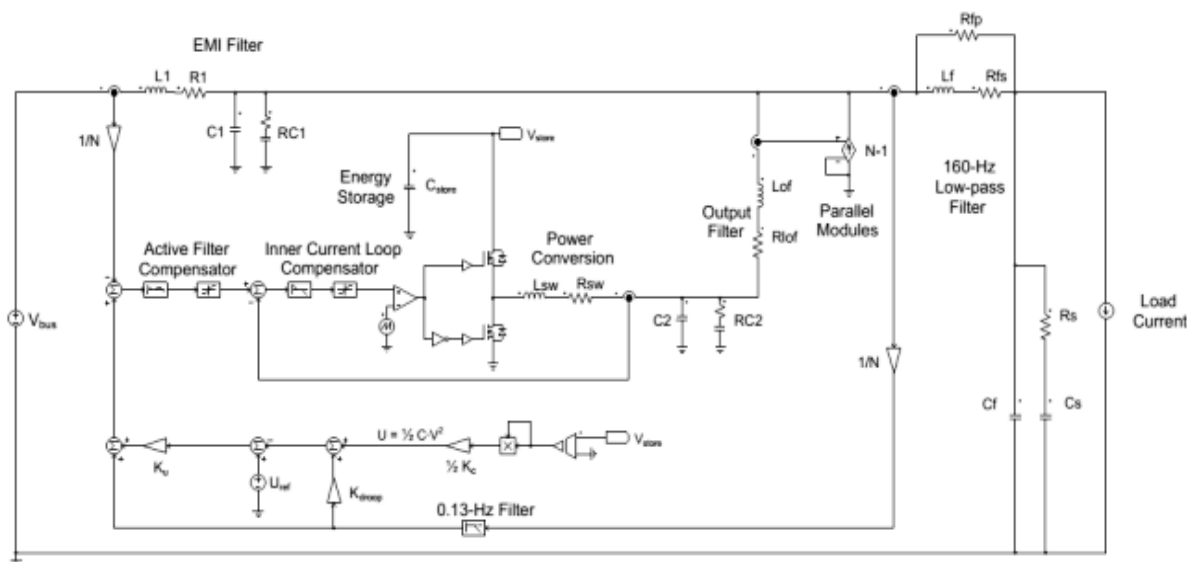 Rfp
EMI Filter
L1 R1
Lf Rfs
1/N
C1
RC1
Vstore
N-1
160-Hz
Low-pass
Filter
Energy
Storage
Cstore
Lof
Output
Filter
Rlof
Parallel
Modules
Active Filter
Compensator
Inner Current Loop
Compensator
Power
Conversion
Lsw Rsw
Vbus
C2
RC2
Rs
Load
Current
1/N
Cf
Cs
U = ½ C·V²
Vstore
Ku
½ Kc
Uref
Kdroop
0.13-Hz Filter